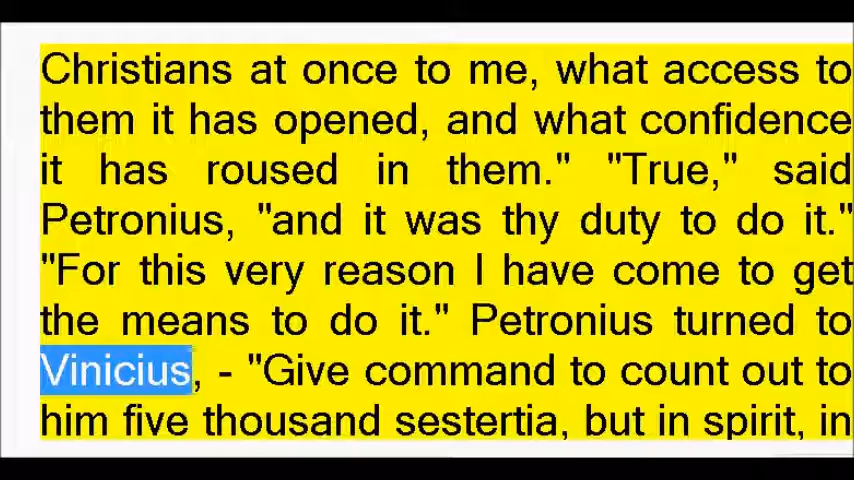 Christians at once to me, what access to
them it has opened, and what confidence
it has roused in them." "True," said
Petronius, "and it was thy duty to do it."
"For this very reason I have come to get
the means to do it." Petronius turned to
Vinicius, - "Give command to count out to
him five thousand sestertia, but in spirit, in